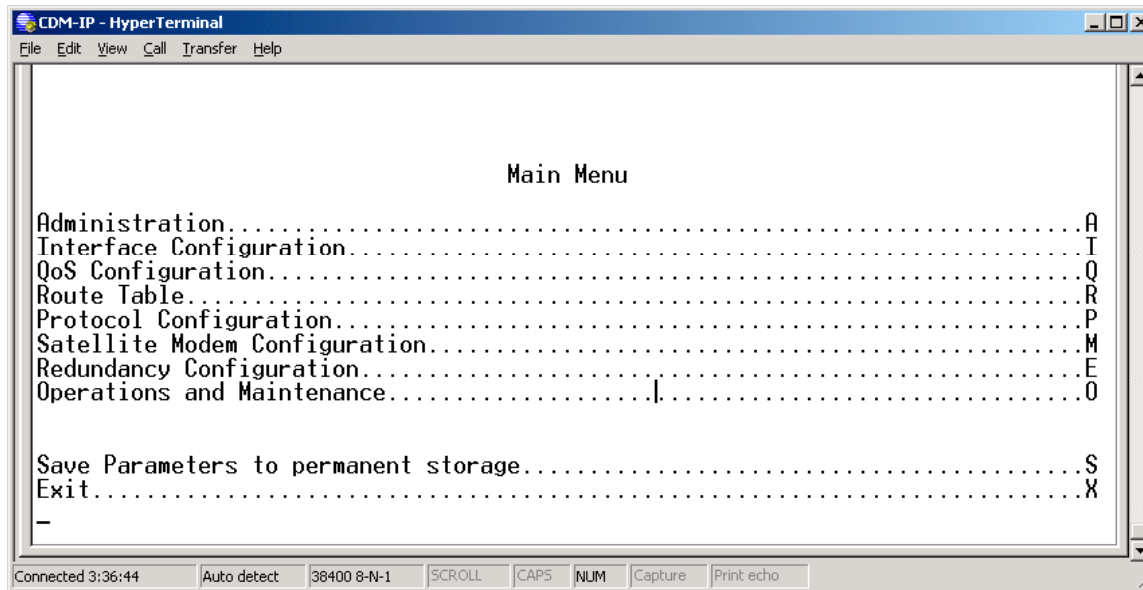 CDM-IP - HyperTerminal
File Edit View Call Transfer Help
Main Menu
Administration................................................................A
Interface Configuration.......................................................I
QoS Configuration.............................................................Q
Route Table...................................................................R
Protocol Configuration........................................................P
Satellite Modem Configuration.................................................M
Redundancy Configuration......................................................E
Operations and Maintenance....................................................O
Save Parameters to permanent storage..........................................S
Exit..........................................................................X
_
Connected 3:36:44 Auto detect 38400 8-N-1 SCROLL CAPS NUM Capture Print echo